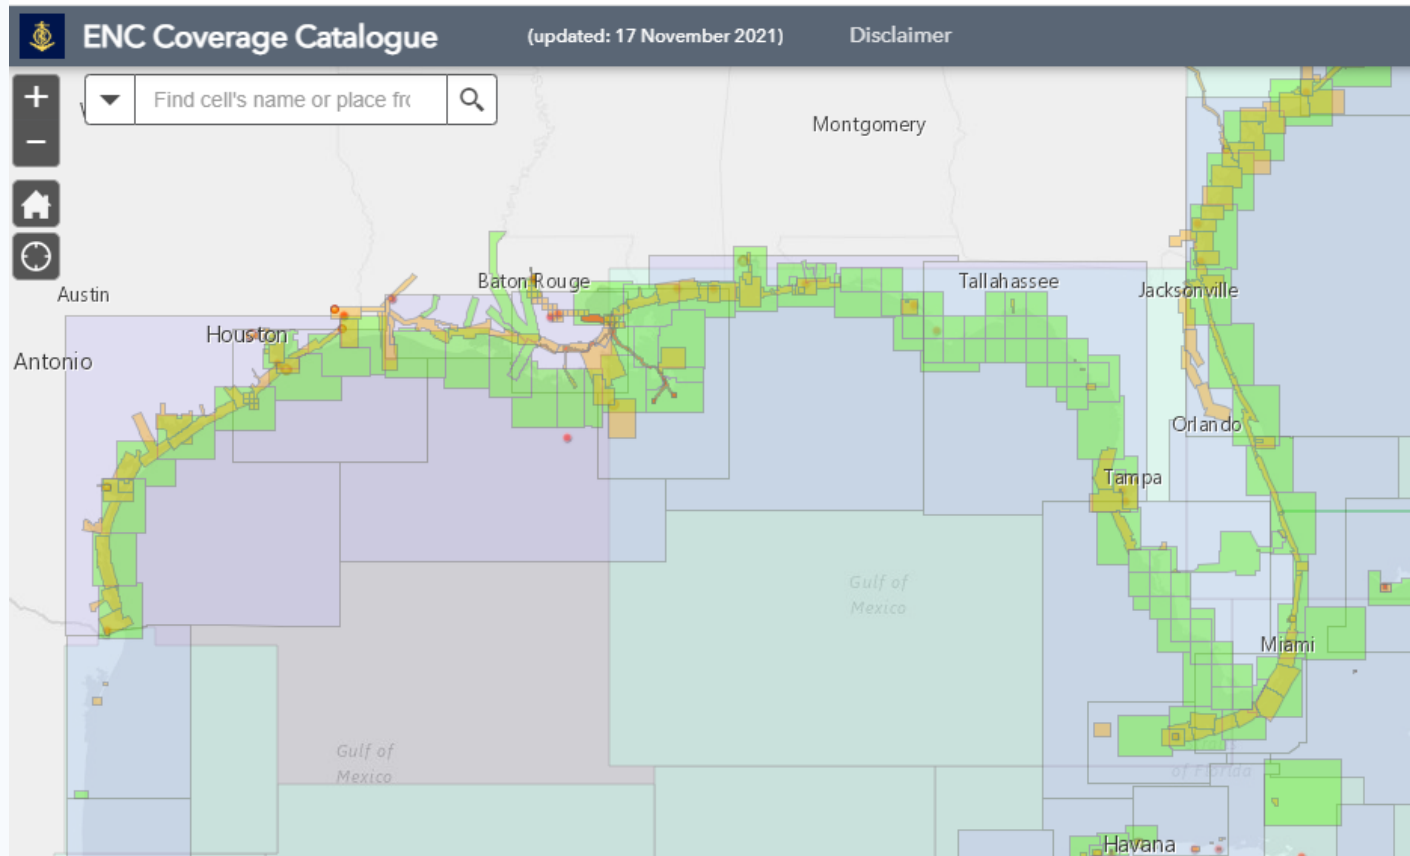 ENC Coverage Catalogue
(updated: 17 November 2021)
Disclaimer
+
Find cell's name or place fro
−
Montgomery
Baton Rouge
Tallahassee
Austin
Jacksonville
Houston
Antonio
Orlando
Tampa
Gulf of
Mexico
Miami
Gulf of
Mexico
of Florida
Havana